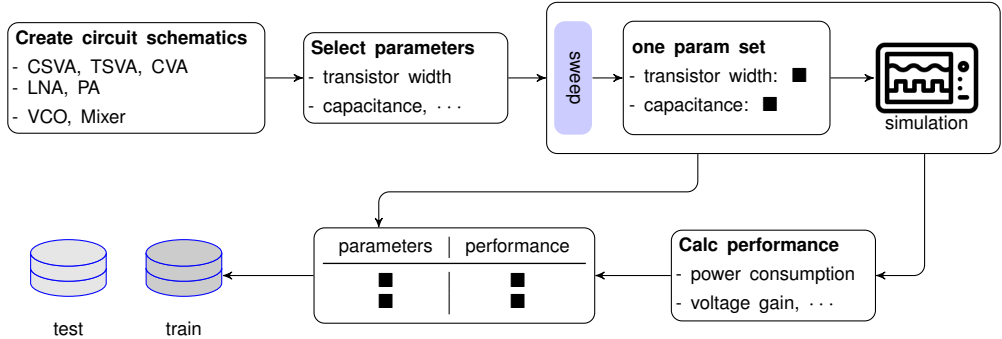 Create circuit schematics
- CSVA, TSVA, CVA
- LNA, PA
- VCO, Mixer
Select parameters
- transistor width
- capacitance, · · ·
sweep
one param set
- transistor width: ■
- capacitance: ■
simulation
parameters performance
■ ■
■ ■
Calc performance
- power consumption
- voltage gain, · · ·
test
train